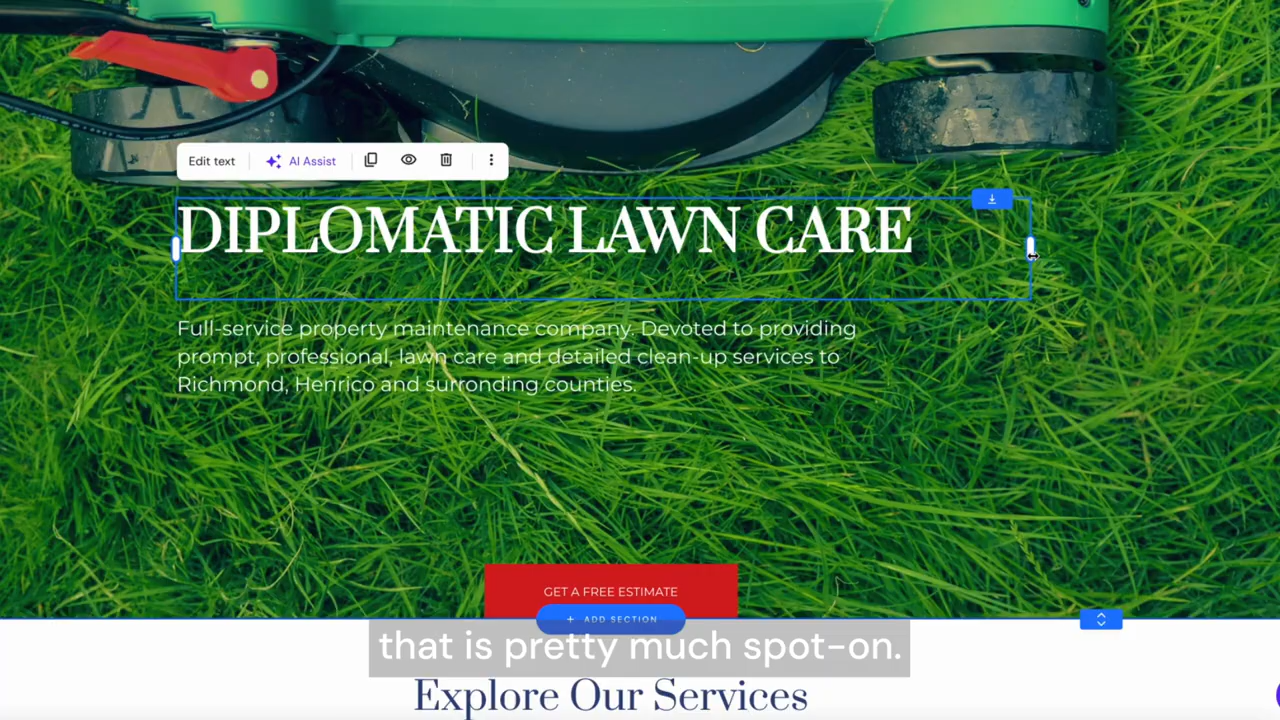 Edit text
AI Assist
DIPLOMATIC LAWN CARE
Full-service property maintenance company. Devoted to providing
prompt, professional, lawn care and detailed clean-up services to
Richmond, Henrico and surronding counties.
GET A FREE ESTIMATE
+ ADD SECTION
that is pretty much spot-on.
Explore Our Services